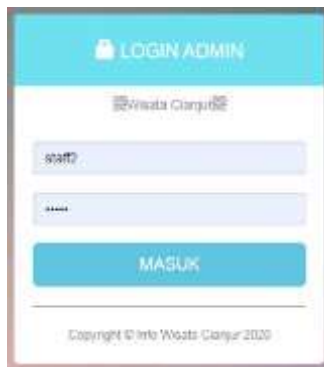 LOGIN ADMIN
Wisata Cianjur
staff2
•••••
MASUK
Copyright © Info Wisata Cianjur 2020